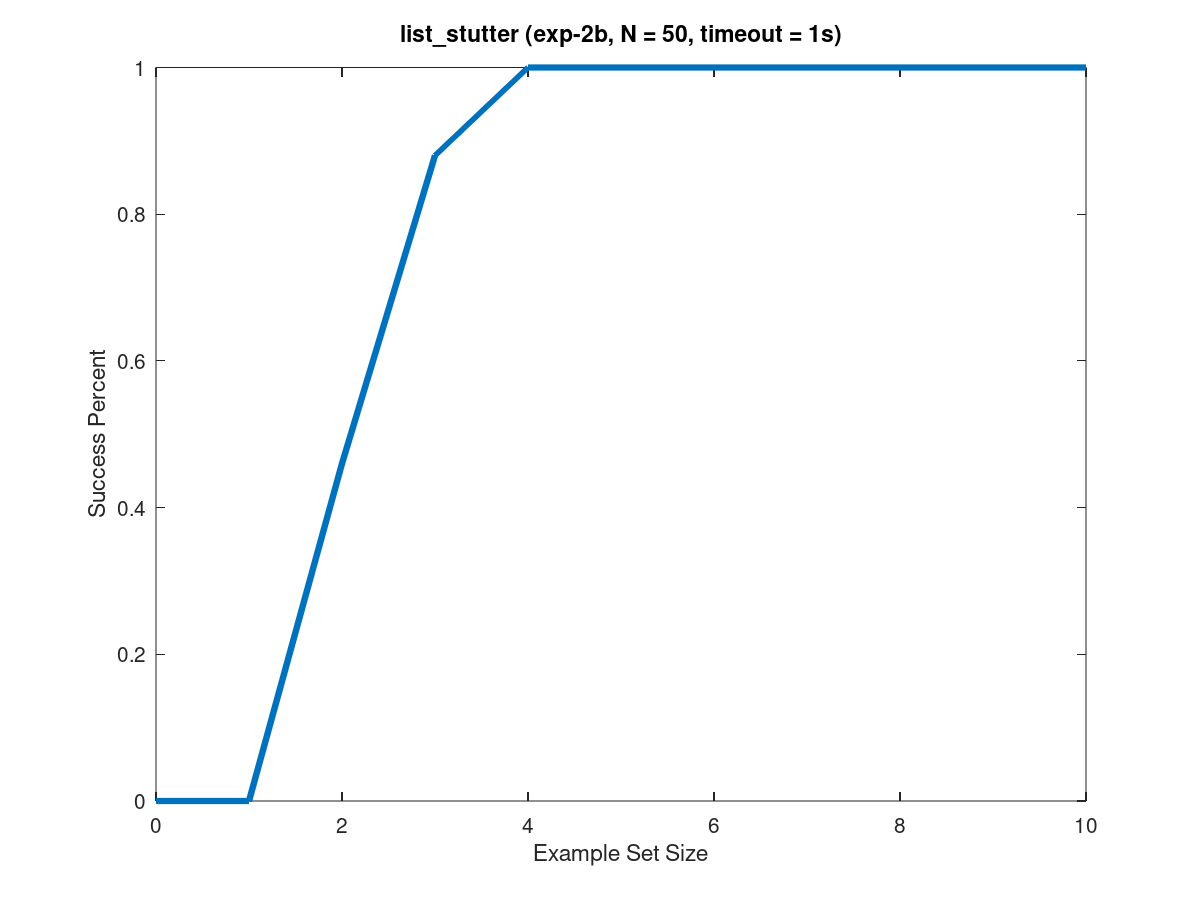 list_stutter (exp-2b, N = 50, timeout = 1s)
1
0.8
0.6
0.4
0.2
0
Success Percent
0 2 4 6 8 10
Example Set Size